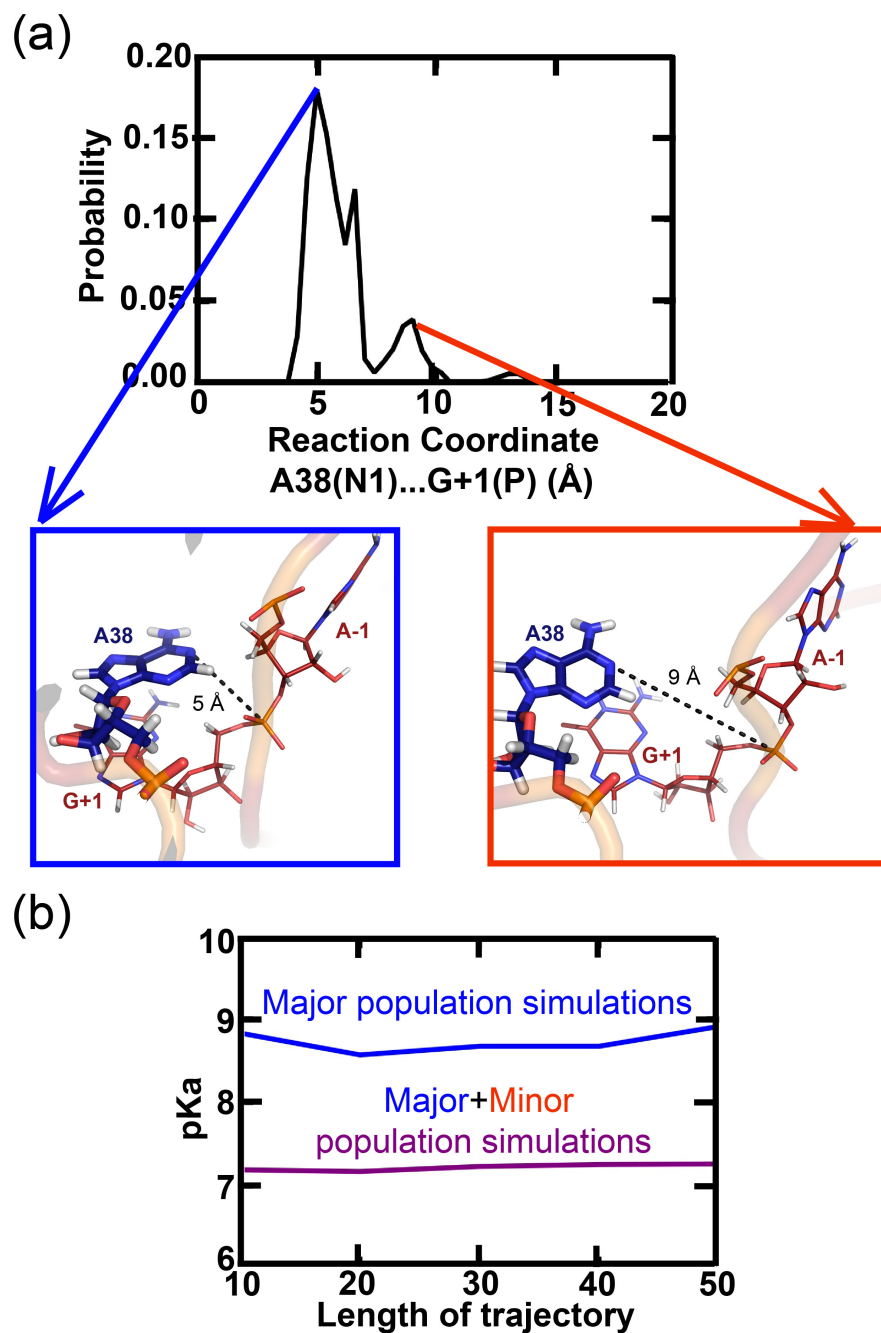 (a)
0.20
0.15
0.10
0.05
0.00
Probability
0 5 10 15 20
Reaction Coordinate
A38(N1)...G+1(P) (Å)
A38
A-1
5 Å
G+1
A38
A-1
9 Å
G+1
(b)
10
9
8
7
6
pKa
Major population simulations
Major+Minor
population simulations
10 20 30 40 50
Length of trajectory